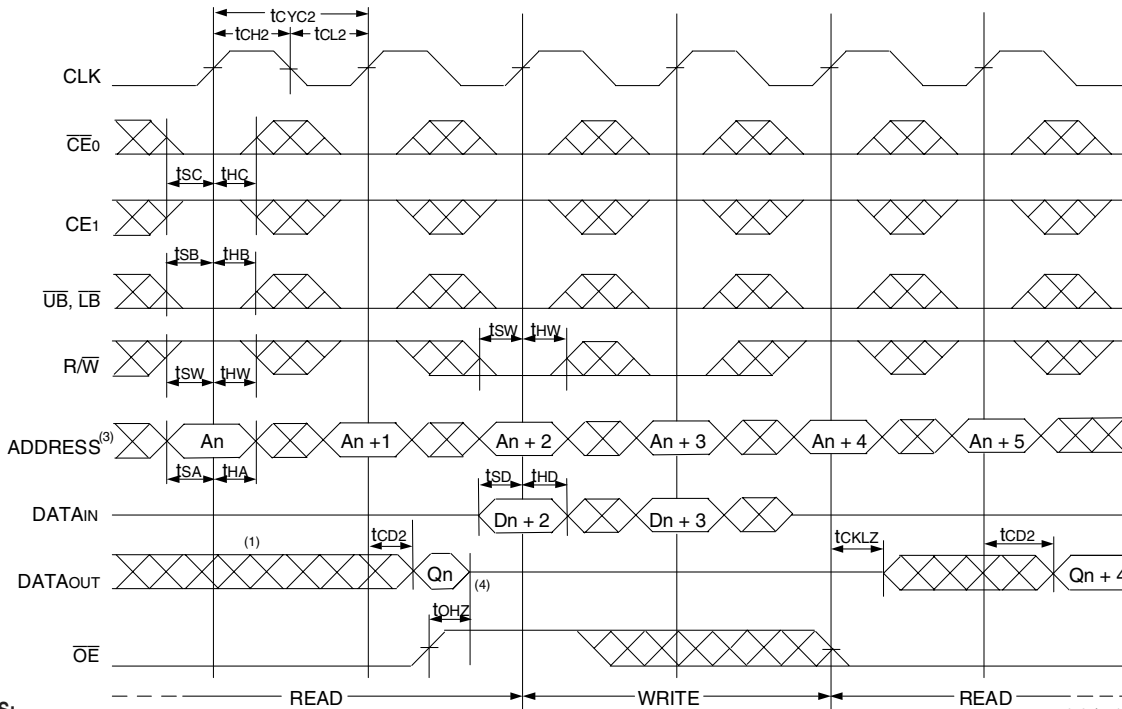 tCYC2
tCH2 tCL2
CLK
CE0
tSC tHC
CE1
tSB tHB
UB, LB
tSW tHW
R/W
tSW tHW
ADDRESS(3) An An +1 An + 2 An + 3 An + 4 An + 5
tSA tHA tSD tHD
DATAIN Dn + 2 Dn + 3
tCD2 tCKLZ tCD2
(1)
DATAOUT Qn (4) Qn + 4
tOHZ
OE
READ WRITE READ